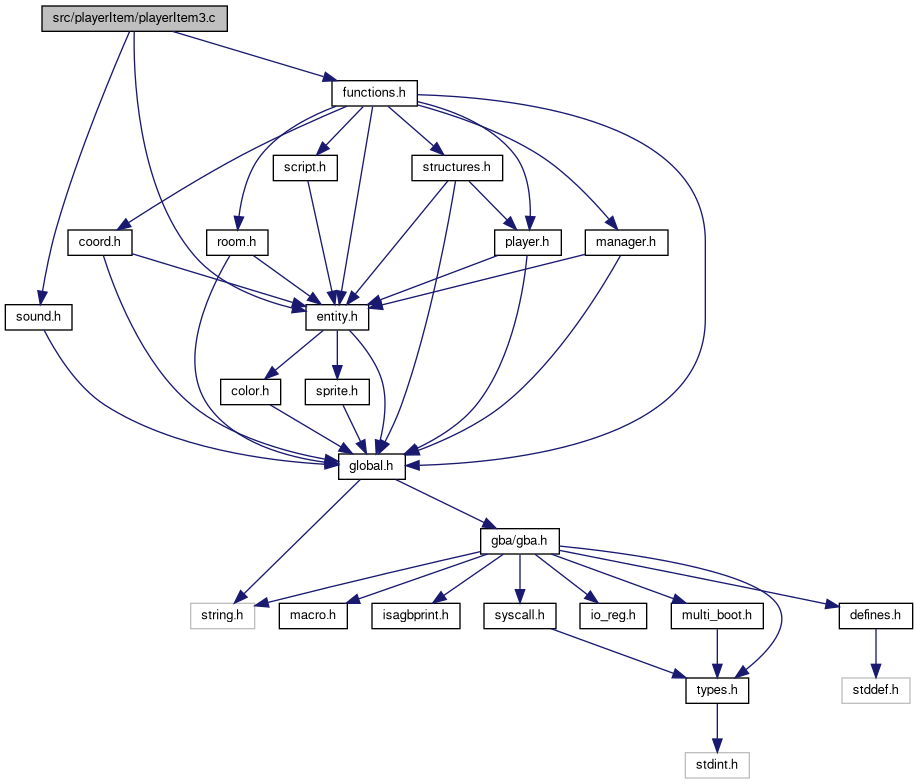 src/playerItem/playerItem3.c
functions.h
script.h
structures.h
coord.h
room.h
player.h
manager.h
sound.h
entity.h
color.h
sprite.h
global.h
gba/gba.h
string.h
macro.h
isagbprint.h
syscall.h
io_reg.h
multi_boot.h
defines.h
types.h
stddef.h
stdint.h